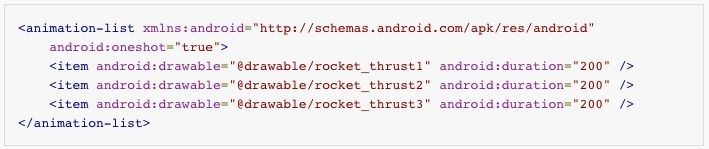 <animation-list xmlns:android="http://schemas.android.com/apk/res/android"
    android:oneshot="true">
    <item android:drawable="@drawable/rocket_thrust1" android:duration="200" />
    <item android:drawable="@drawable/rocket_thrust2" android:duration="200" />
    <item android:drawable="@drawable/rocket_thrust3" android:duration="200" />
</animation-list>